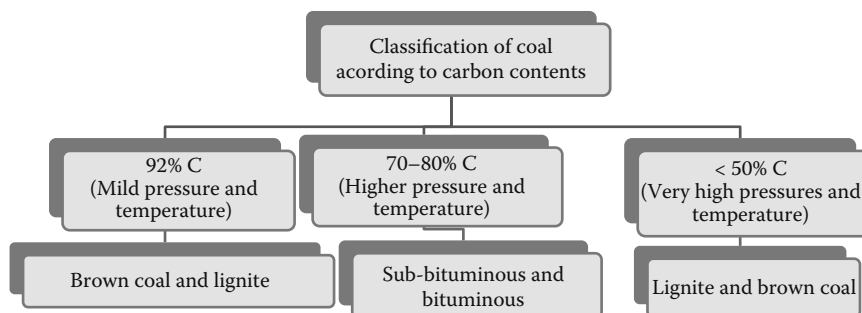 Classification of coal
acording to carbon contents
92% C
(Mild pressure and
temperature)
70–80% C
(Higher pressure and
temperature)
< 50% C
(Very high pressures and
temperature)
Brown coal and lignite
Sub-bituminous and
bituminous
Lignite and brown coal